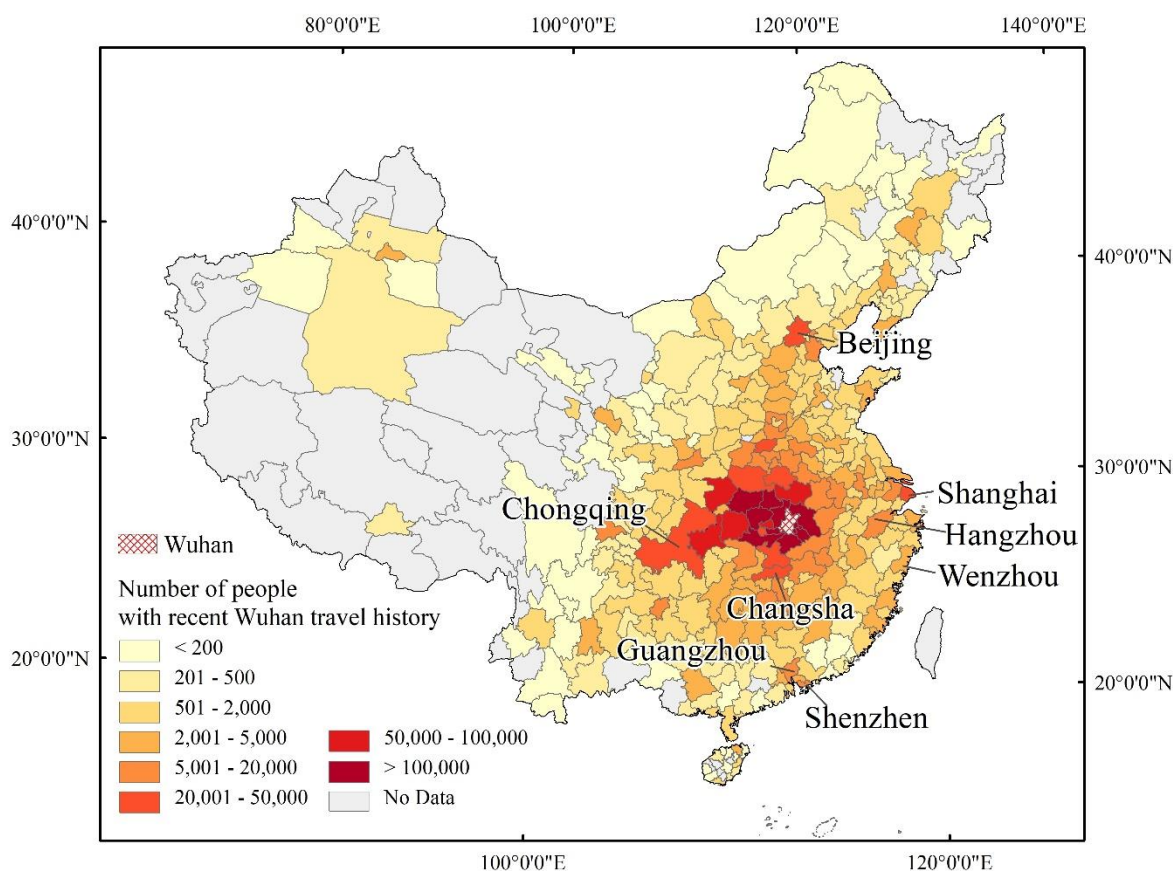 80°0'0"E 100°0'0"E 120°0'0"E 140°0'0"E
40°0'0"N 40°0'0"N
Beijing
30°0'0"N 30°0'0"N
Shanghai
Chongqing
Hangzhou
Wuhan
Wenzhou
Number of people
with recent Wuhan travel history
Changsha
< 200
Guangzhou
20°0'0"N 20°0'0"N
201 - 500
Shenzhen
501 - 2,000
2,001 - 5,000 50,000 - 100,000
5,001 - 20,000 > 100,000
20,001 - 50,000 No Data
100°0'0"E 120°0'0"E